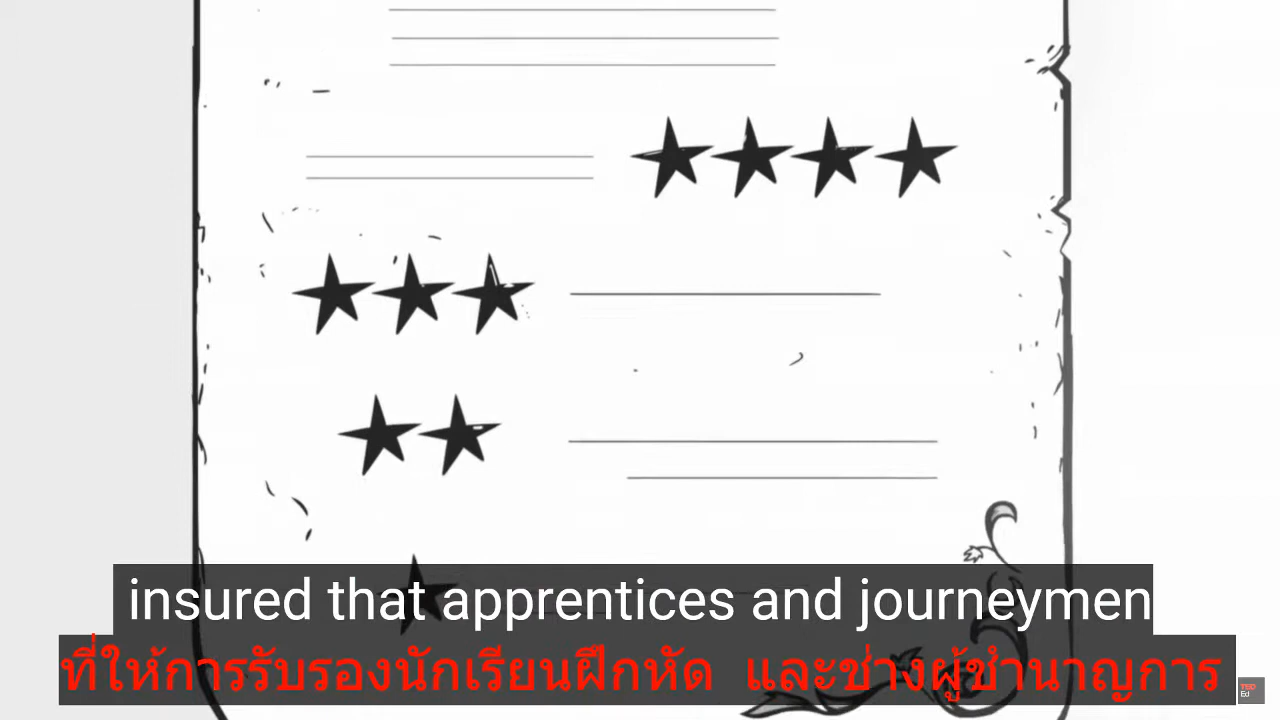 insured that apprentices and journeymen
ที่ให้การรับรองนักเรียนฝึกหัด และช่างผู้ชำนาญการ
TED
Ed